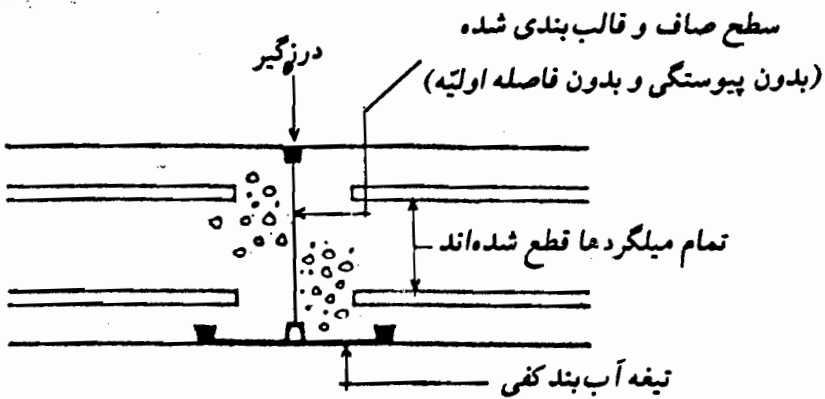 سطح صاف و قالب‌بندی شده
(بدون پیوستگی و بدون فاصله اولیّه)
درزگیر
تمام میلگردها قطع شده‌اند
تیغه آب‌بند کفی